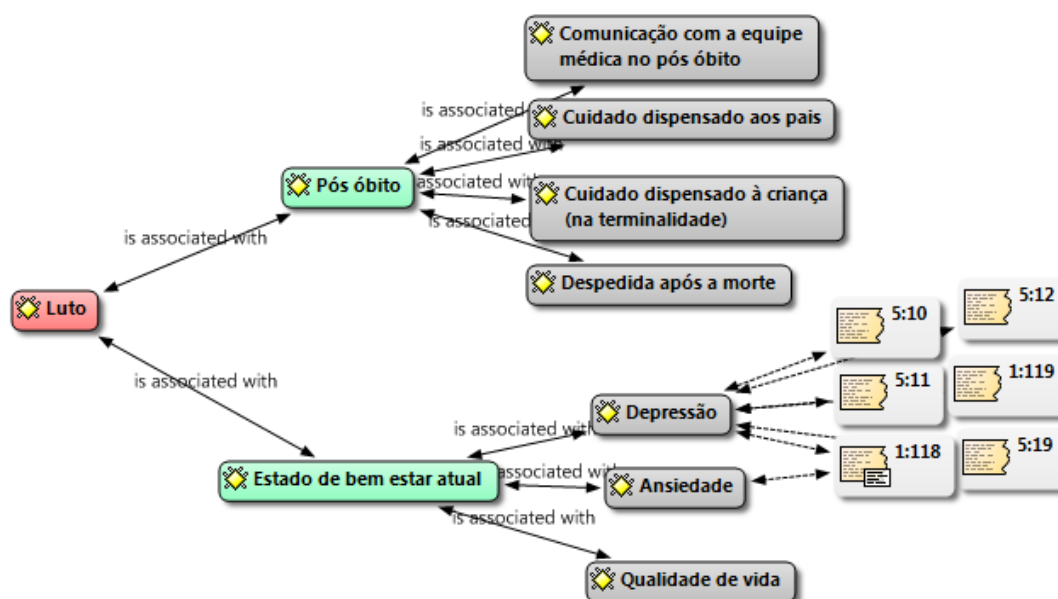 Comunicação com a equipe
médica no pós óbito
is associated
Cuidado dispensado aos pais
is associated with
Pós óbito
associated with
Cuidado dispensado à criança
(na terminalidade)
is associated
is associated with
Despedida após a morte
Luto
5:10
5:12
is associated with
5:11
1:119
Depressão
is associated with
1:118
5:19
Estado de bem estar atual
associated with
Ansiedade
is associated with
Qualidade de vida